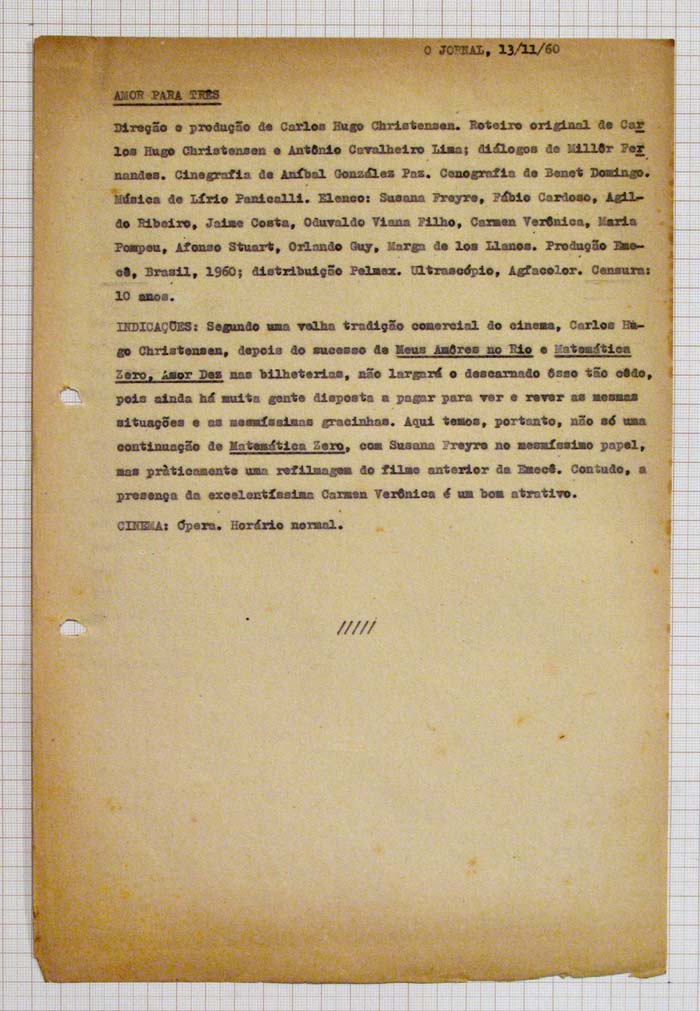 O JORNAL, 13/11/60
AMOR PARA TRÊS
Direção e produção de Carlos Hugo Christensen. Roteiro original de Car
los Hugo Christensen e Antônio Cavalheiro Lima; diálogos de Millôr Fer
nandes. Cinegrafia de Aníbal González Paz. Cenografia de Benet Domingo.
Música de Lírio Panicalli. Elenco: Susana Freyre, Fábio Cardoso, Agil-
do Ribeiro, Jaime Costa, Oduvaldo Viana Filho, Carmen Verônica, Maria
Pompeu, Afonso Stuart, Orlando Guy, Marga de los Llanos. Produção Eme-
cê, Brasil, 1960; distribuição Pelmex. Ultrascópio, Agfacolor. Censura:
10 anos.
INDICAÇÕES: Segundo uma velha tradição comercial do cinema, Carlos Hu-
go Christensen, depois do sucesso de Meus Amôres no Rio e Matemática
Zero, Amor Dez nas bilheterias, não largará o descarnado ôsso tão cêdo,
pois ainda há muita gente disposta a pagar para ver e rever as mesmas
situações e as mesmíssimas gracinhas. Aqui temos, portanto, não só uma
continuação de Matemática Zero, com Susana Freyre no mesmíssimo papel,
mas pràticamente uma refilmagem do filme anterior da Emecê. Contudo, a
presença da excelentíssima Carmen Verônica é um bom atrativo.
CINEMA: Ópera. Horário normal.
/////